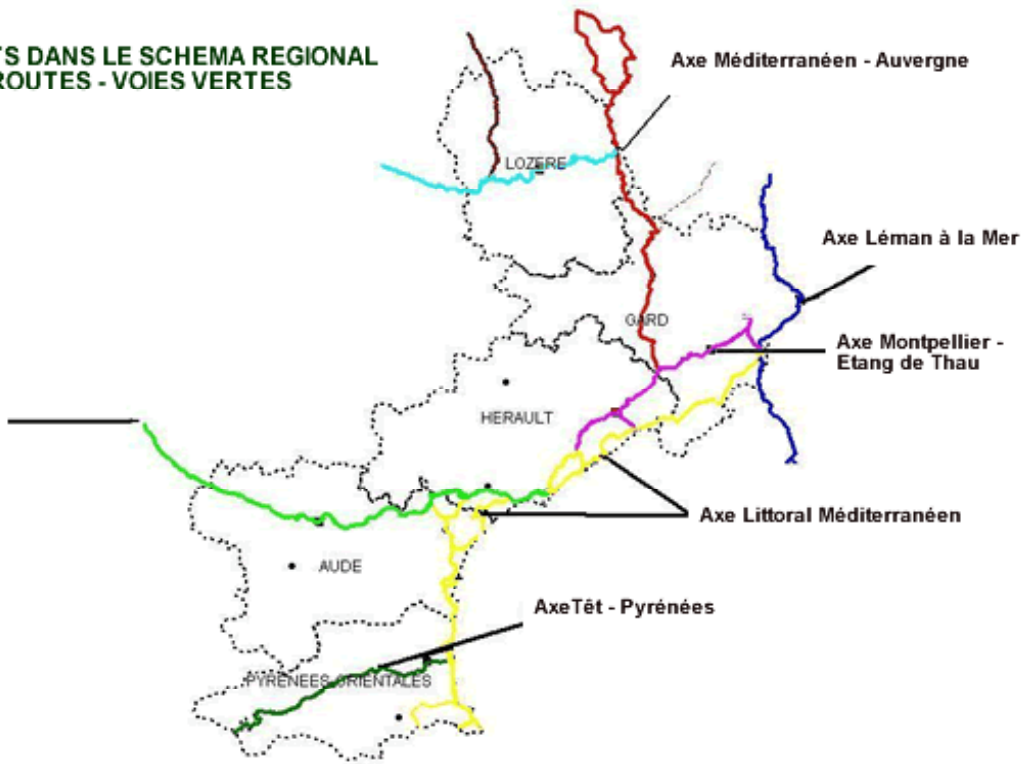 TS DANS LE SCHEMA REGIONAL
ROUTES - VOIES VERTES
Axe Méditerranéen - Auvergne
LOZERE
Axe Léman à la Mer
GARD
Axe Montpellier -
Etang de Thau
HERAULT
Axe Littoral Méditerranéen
AUDE
AxeTêt - Pyrénées
PYRENEES ORIENTALES